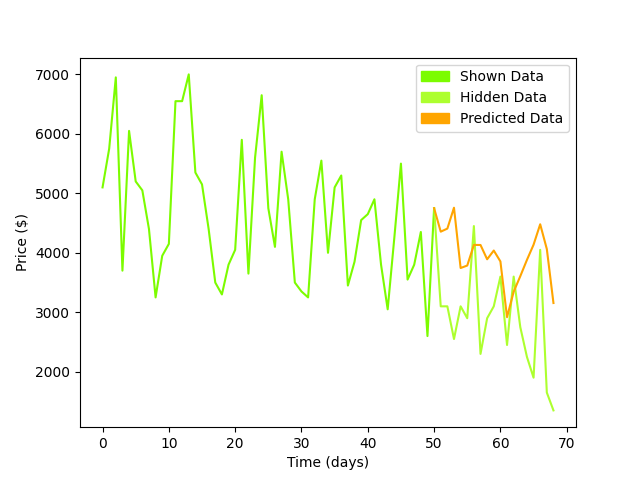 7000
6000
5000
4000
3000
2000
Price ($)
0 10 20 30 40 50 60 70
Time (days)
Shown Data
Hidden Data
Predicted Data